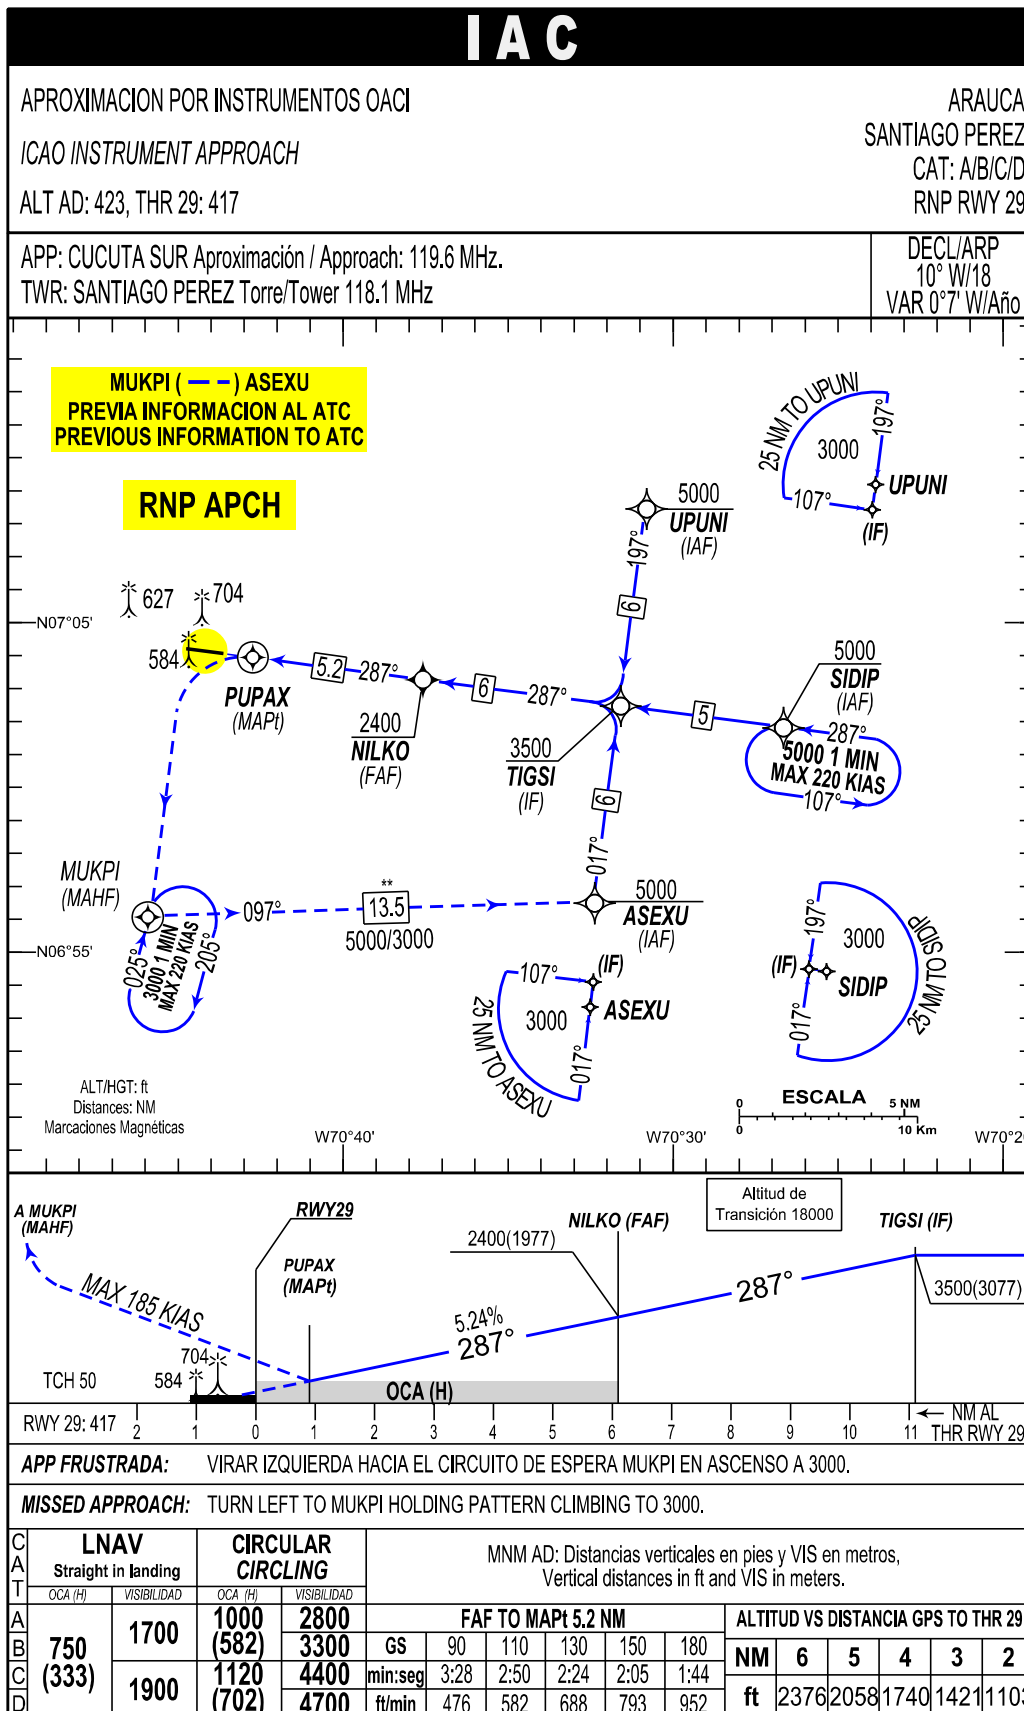 IAC
APROXIMACION POR INSTRUMENTOS OACI
ICAO INSTRUMENT APPROACH
ALT AD: 423, THR 29: 417
ARAUCA
SANTIAGO PEREZ
CAT: A/B/C/D
RNP RWY 29
APP: CUCUTA SUR Aproximación / Approach: 119.6 MHz.
TWR: SANTIAGO PEREZ Torre/Tower 118.1 MHz
DECL/ARP
10° W/18
VAR 0°7' W/Año
MUKPI ( — – ) ASEXU
PREVIA INFORMACION AL ATC
PREVIOUS INFORMATION TO ATC
RNP APCH
25 NM TO UPUNI
197°
3000
107°
UPUNI
(IF)
5000
UPUNI
(IAF)
197°
6
627
704
584
N07°05'
PUPAX
(MAPt)
5.2
287°
2400
NILKO
(FAF)
6
287°
3500
TIGSI
(IF)
5
5000
SIDIP
(IAF)
287°
5000 1 MIN
MAX 220 KIAS
107°
6
017°
MUKPI
(MAHF)
097°
**
13.5
5000/3000
5000
ASEXU
(IAF)
N06°55'
025°
3000 1 MIN
MAX 220 KIAS
205°
107°
(IF)
ASEXU
3000
017°
25 NM TO ASEXU
197°
3000
(IF)
SIDIP
017°
25 NM TO SIDIP
ALT/HGT: ft
Distances: NM
Marcaciones Magnéticas
ESCALA
0 5 NM
0 10 Km
W70°40'
W70°30'
W70°20
A MUKPI
(MAHF)
RWY29
PUPAX
(MAPt)
MAX 185 KIAS
NILKO (FAF)
2400(1977)
Altitud de
Transición 18000
TIGSI (IF)
3500(3077)
287°
5.24%
287°
704
584
TCH 50
OCA (H)
RWY 29: 417
2 1 0 1 2 3 4 5 6 7 8 9 10 11
NM AL
THR RWY 29
APP FRUSTRADA: VIRAR IZQUIERDA HACIA EL CIRCUITO DE ESPERA MUKPI EN ASCENSO A 3000.
MISSED APPROACH: TURN LEFT TO MUKPI HOLDING PATTERN CLIMBING TO 3000.
CAT
LNAV
Straight in landing
CIRCULAR
CIRCLING
OCA (H) VISIBILIDAD OCA (H) VISIBILIDAD
MNM AD: Distancias verticales en pies y VIS en metros,
Vertical distances in ft and VIS in meters.
A
B
C
D
750
(333)
1700
1900
1000
(582)
1120
(702)
2800
3300
4400
4700
FAF TO MAPt 5.2 NM
GS 90 110 130 150 180
min:seg 3:28 2:50 2:24 2:05 1:44
ft/min 476 582 688 793 952
ALTITUD VS DISTANCIA GPS TO THR 29
NM 6 5 4 3 2
ft 2376 2058 1740 1421 1103